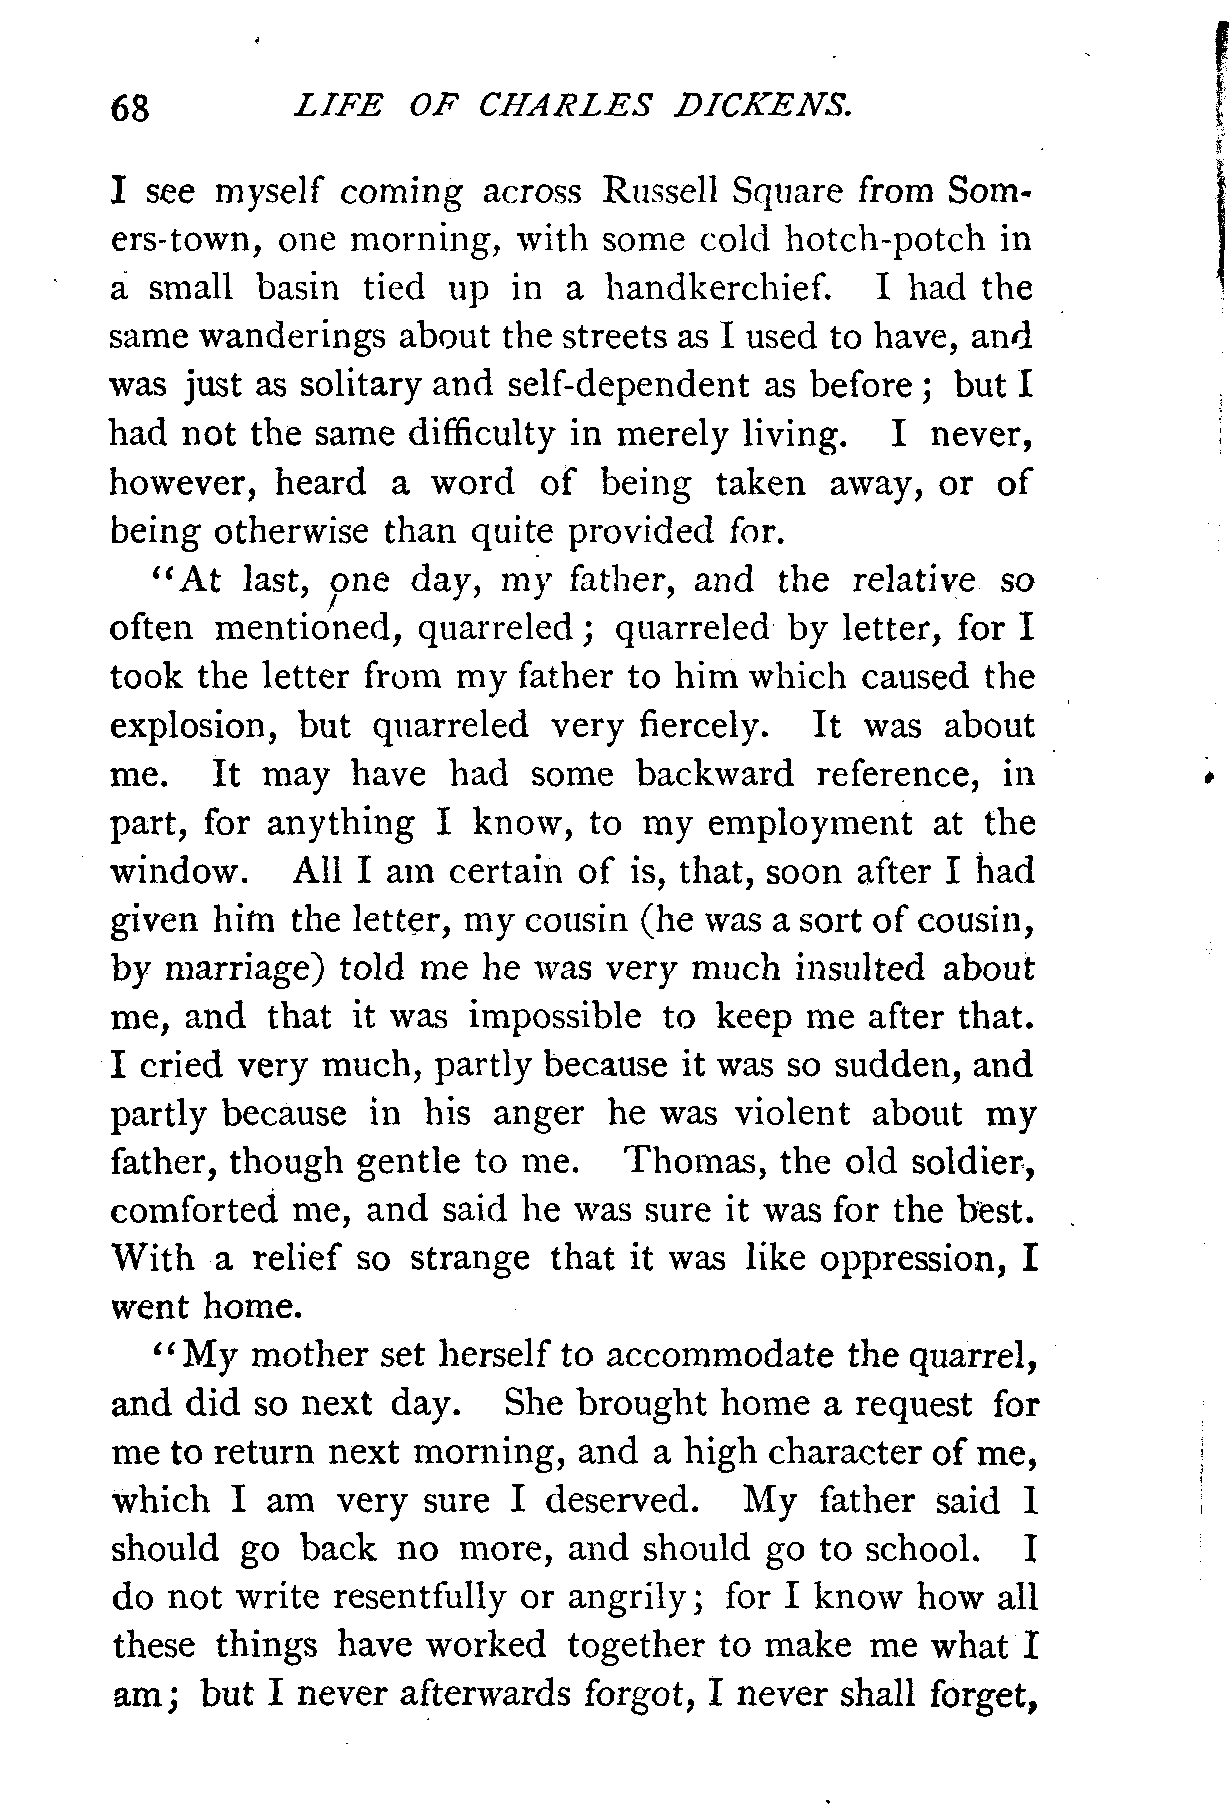 68 LIFE OF CHARLES DICKENS.
I see myself coming across Russell Square from Som-
ers-town, one morning, with some cold hotch-potch in
a small basin tied up in a handkerchief. I had the
same wanderings about the streets as I used to have, and
was just as solitary and self-dependent as before ; but I
had not the same difficulty in merely living. I never,
however, heard a word of being taken away, or of
being otherwise than quite provided for.
“At last, one day, my father, and the relative so
often mentioned, quarreled ; quarreled by letter, for I
took the letter from my father to him which caused the
explosion, but quarreled very fiercely. It was about
me. It may have had some backward reference, in
part, for anything I know, to my employment at the
window. All I am certain of is, that, soon after I had
given him the letter, my cousin (he was a sort of cousin,
by marriage) told me he was very much insulted about
me, and that it was impossible to keep me after that.
I cried very much, partly because it was so sudden, and
partly because in his anger he was violent about my
father, though gentle to me. Thomas, the old soldier,
comforted me, and said he was sure it was for the best.
With a relief so strange that it was like oppression, I
went home.
“My mother set herself to accommodate the quarrel,
and did so next day. She brought home a request for
me to return next morning, and a high character of me,
which I am very sure I deserved. My father said I
should go back no more, and should go to school. I
do not write resentfully or angrily; for I know how all
these things have worked together to make me what I
am; but I never afterwards forgot, I never shall forget,